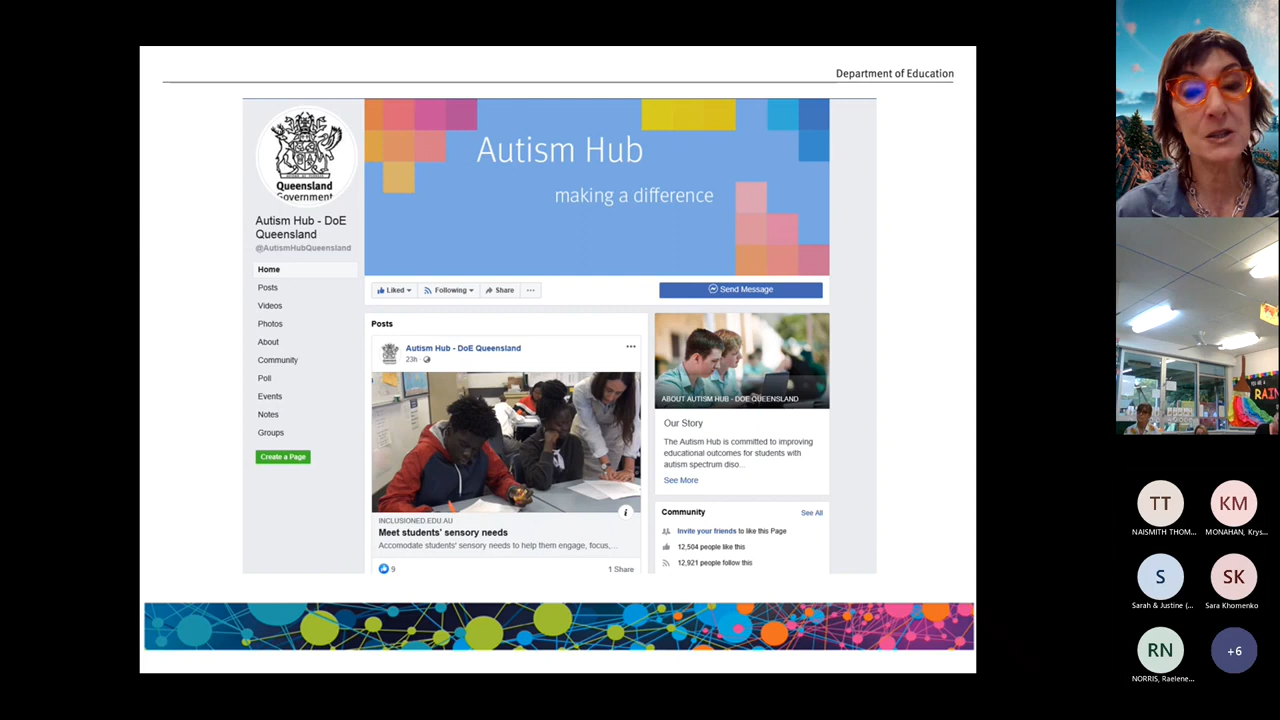 Department of Education
Queensland
Government
Autism Hub
making a difference
Autism Hub - DoE
Queensland
@AutismHubQueensland
Home
Posts
Videos
Photos
About
Community
Poll
Events
Notes
Groups
Create a Page
Liked
Following
Share
...
Send Message
Posts
Autism Hub - DoE Queensland
23h
INCLUSIONED.EDU.AU
Meet students' sensory needs
Accomodate students' sensory needs to help them engage, focus,...
9
1 Share
ABOUT AUTISM HUB - DOE QUEENSLAND
Our Story
The Autism Hub is committed to improving
educational outcomes for students with
autism spectrum diso...
See More
Community
See All
Invite your friends to like this Page
12,504 people like this
12,921 people follow this
YOU ARE A
RAIN
TT
NAISMITH THOM...
KM
MONAHAN, Krys...
S
Sarah & Justine (...
SK
Sara Khomenko
RN
NORRIS, Raelene...
+6